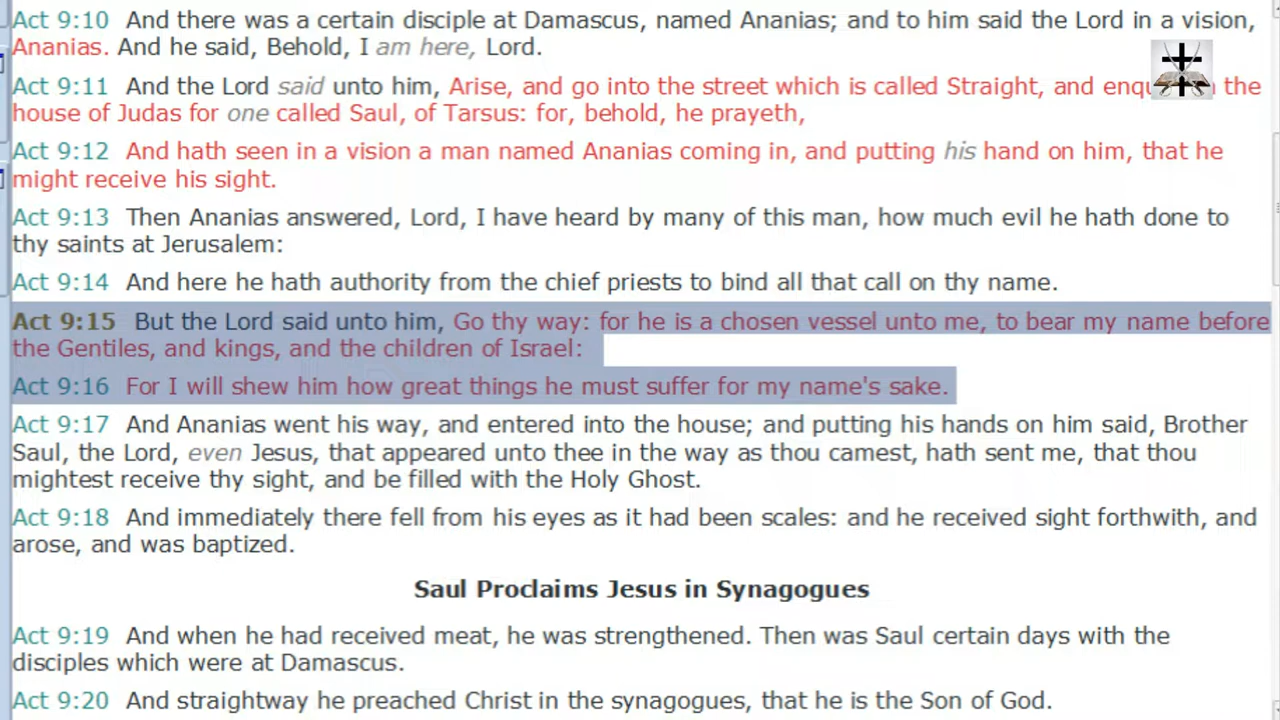 Act 9:10 And there was a certain disciple at Damascus, named Ananias; and to him said the Lord in a vision,
Ananias. And he said, Behold, I am here, Lord.
Act 9:11 And the Lord said unto him, Arise, and go into the street which is called Straight, and the
house of Judas for one called Saul, of Tarsus: for, behold, he prayeth,
Act 9:12 And hath seen in a vision a man named Ananias coming in, and putting his hand on him, that he
might receive his sight.
Act 9:13 Then Ananias answered, Lord, I have heard by many of this man, how much evil he hath done to
thy saints at Jerusalem:
Act 9:14 And here he hath authority from the chief priests to bind all that call on thy name.
Act 9:15 But the Lord said unto him, Go thy way: for he is a chosen vessel unto me, to bear my name before
the Gentiles, and kings, and the children of Israel:
Act 9:16 For I will shew him how great things he must suffer for my name's sake.
Act 9:17 And Ananias went his way, and entered into the house; and putting his hands on him said, Brother
Saul, the Lord, even Jesus, that appeared unto thee in the way as thou camest, hath sent me, that thou
mightest receive thy sight, and be filled with the Holy Ghost.
Act 9:18 And immediately there fell from his eyes as it had been scales: and he received sight forthwith, and
arose, and was baptized.
Saul Proclaims Jesus in Synagogues
Act 9:19 And when he had received meat, he was strengthened. Then was Saul certain days with the
disciples which were at Damascus.
Act 9:20 And straightway he preached Christ in the synagogues, that he is the Son of God.